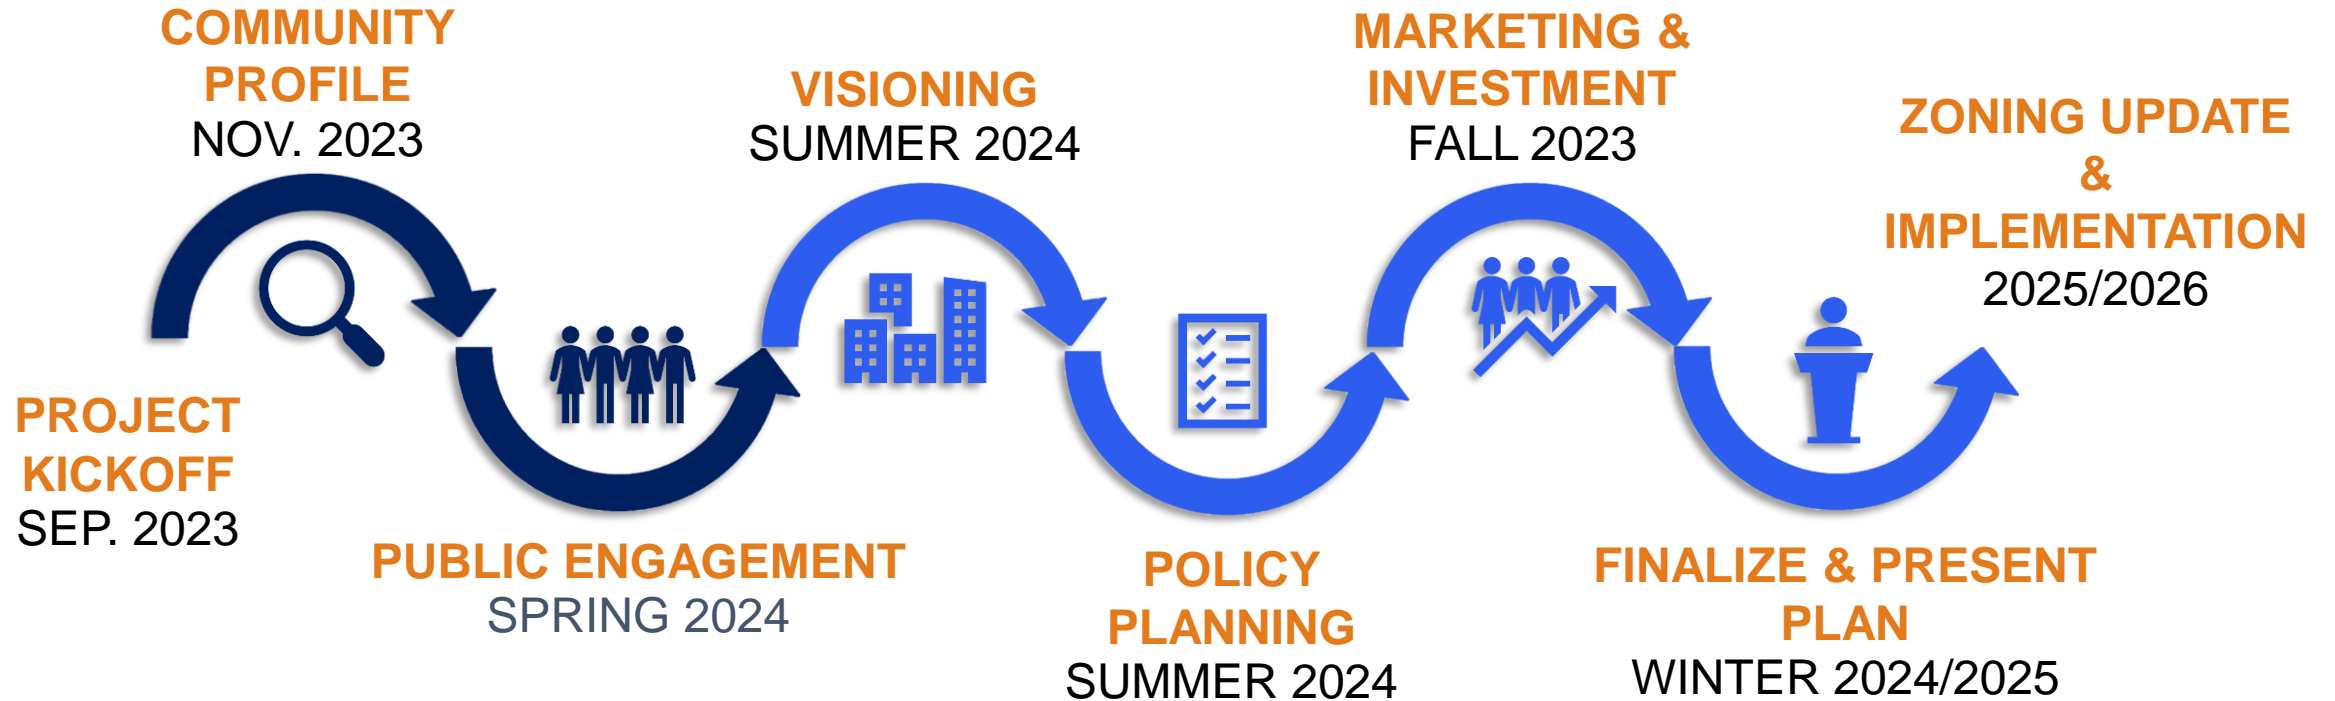 PROJECT
KICKOFF
SEP. 2023
COMMUNITY
PROFILE
NOV. 2023
PUBLIC ENGAGEMENT
SPRING 2024
VISIONING
SUMMER 2024
POLICY
PLANNING
SUMMER 2024
MARKETING &
INVESTMENT
FALL 2023
FINALIZE & PRESENT
PLAN
WINTER 2024/2025
ZONING UPDATE
&
IMPLEMENTATION
2025/2026